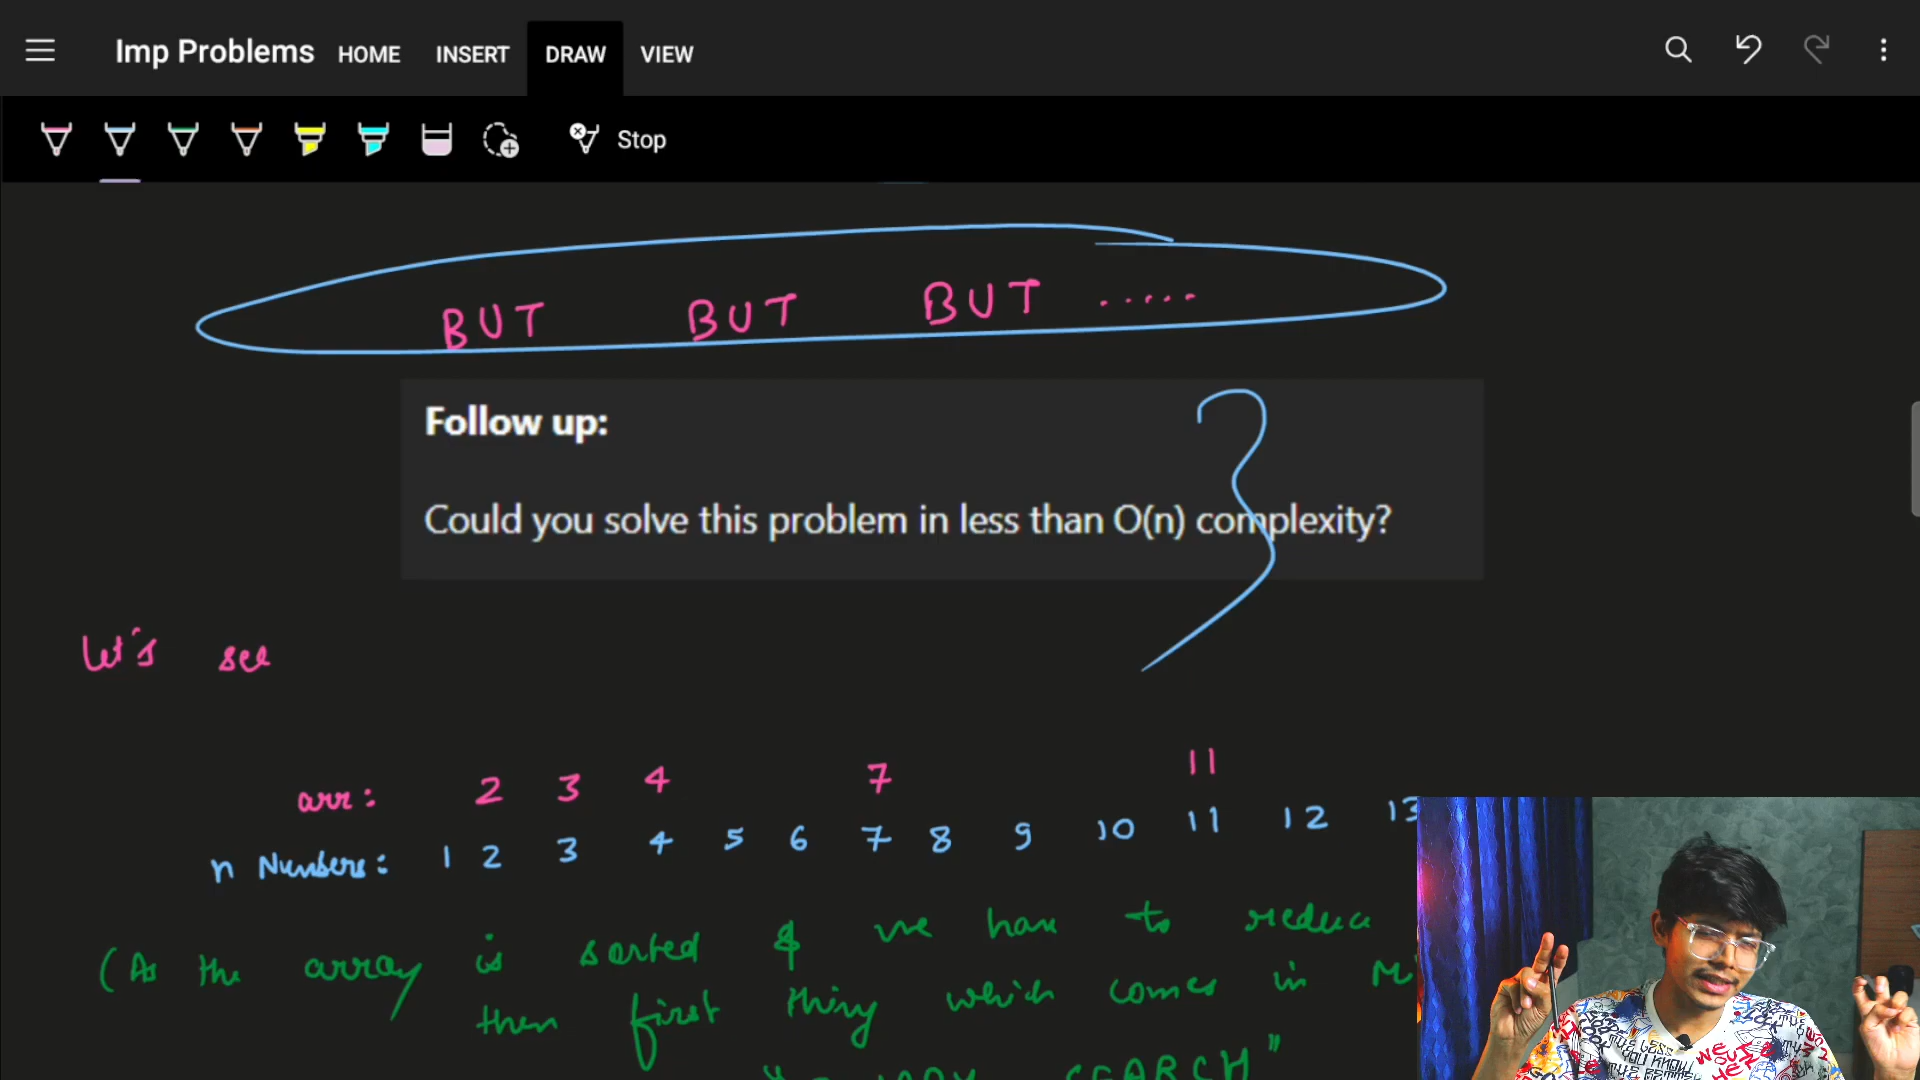 Imp Problems HOME INSERT DRAW VIEW
Stop
BUT BUT BUT .....
Follow up:
Could you solve this problem in less than O(n) complexity?
Let's see
arr: 2 3 4 7 11
n Numbers: 1 2 3 4 5 6 7 8 9 10 11 12 13
(As the array is sorted & we have to reduce
then first thing which comes in
SEARCH"